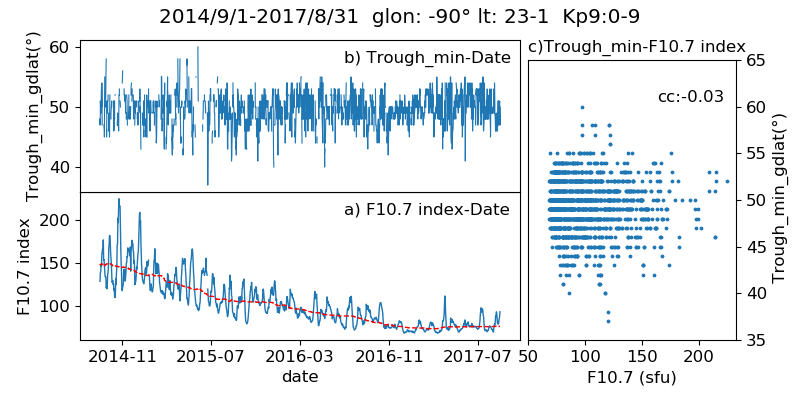 2014/9/1-2017/8/31  glon: -90° lt: 23-1  Kp9:0-9
Trough_min_gdlat(°)
60
50
40
b) Trough_min-Date
F10.7 index
200
150
100
a) F10.7 index-Date
2014-11 2015-07 2016-03 2016-11 2017-07
date
c)Trough_min-F10.7 index
cc:-0.03
65
60
55
50
45
40
35
Trough_min_gdlat(°)
50 100 150 200
F10.7 (sfu)